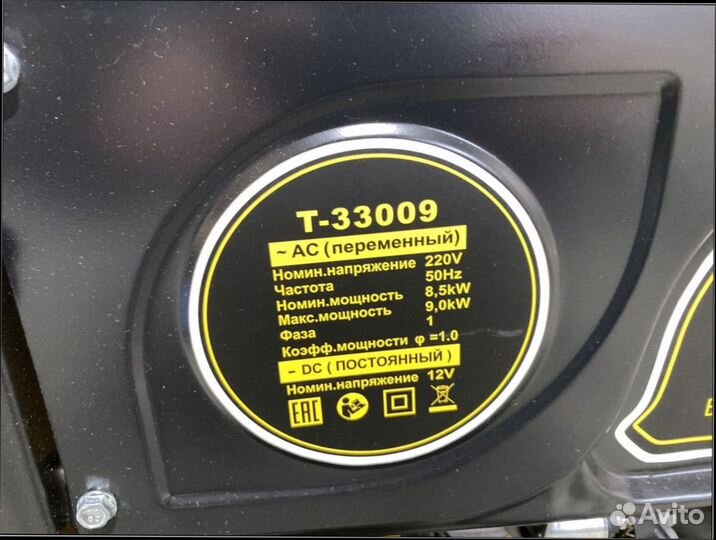 T-33009
~ AC (переменный)
Номин.напряжение 220V
Частота 50Hz
Номин.мощность 8,5kW
Макс.мощность 9,0kW
Фаза 1
Коэфф.мощности φ =1.0
- DC ( ПОСТОЯННЫЙ )
Номин.напряжение 12V
EAC
Avito